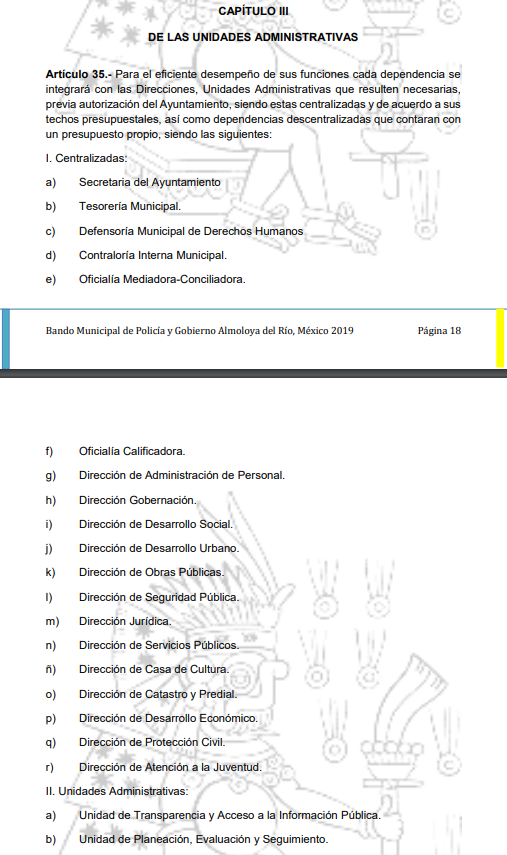 CAPÍTULO III
DE LAS UNIDADES ADMINISTRATIVAS
Artículo 35.- Para el eficiente desempeño de sus funciones cada dependencia se
integrará con las Direcciones, Unidades Administrativas que resulten necesarias,
previa autorización del Ayuntamiento, siendo estas centralizadas y de acuerdo a sus
techos presupuestales, así como dependencias descentralizadas que contaran con
un presupuesto propio, siendo las siguientes:
I. Centralizadas:
a) Secretaria del Ayuntamiento
b) Tesorería Municipal.
c) Defensoría Municipal de Derechos Humanos
d) Contraloría Interna Municipal.
e) Oficialía Mediadora-Conciliadora.
Bando Municipal de Policía y Gobierno Almoloya del Río, México 2019 Página 18
f) Oficialía Calificadora.
g) Dirección de Administración de Personal.
h) Dirección Gobernación.
i) Dirección de Desarrollo Social.
j) Dirección de Desarrollo Urbano.
k) Dirección de Obras Públicas.
l) Dirección de Seguridad Pública.
m) Dirección Jurídica.
n) Dirección de Servicios Públicos.
ñ) Dirección de Casa de Cultura.
o) Dirección de Catastro y Predial.
p) Dirección de Desarrollo Económico.
q) Dirección de Protección Civil.
r) Dirección de Atención a la Juventud.
II. Unidades Administrativas:
a) Unidad de Transparencia y Acceso a la Información Pública.
b) Unidad de Planeación, Evaluación y Seguimiento.